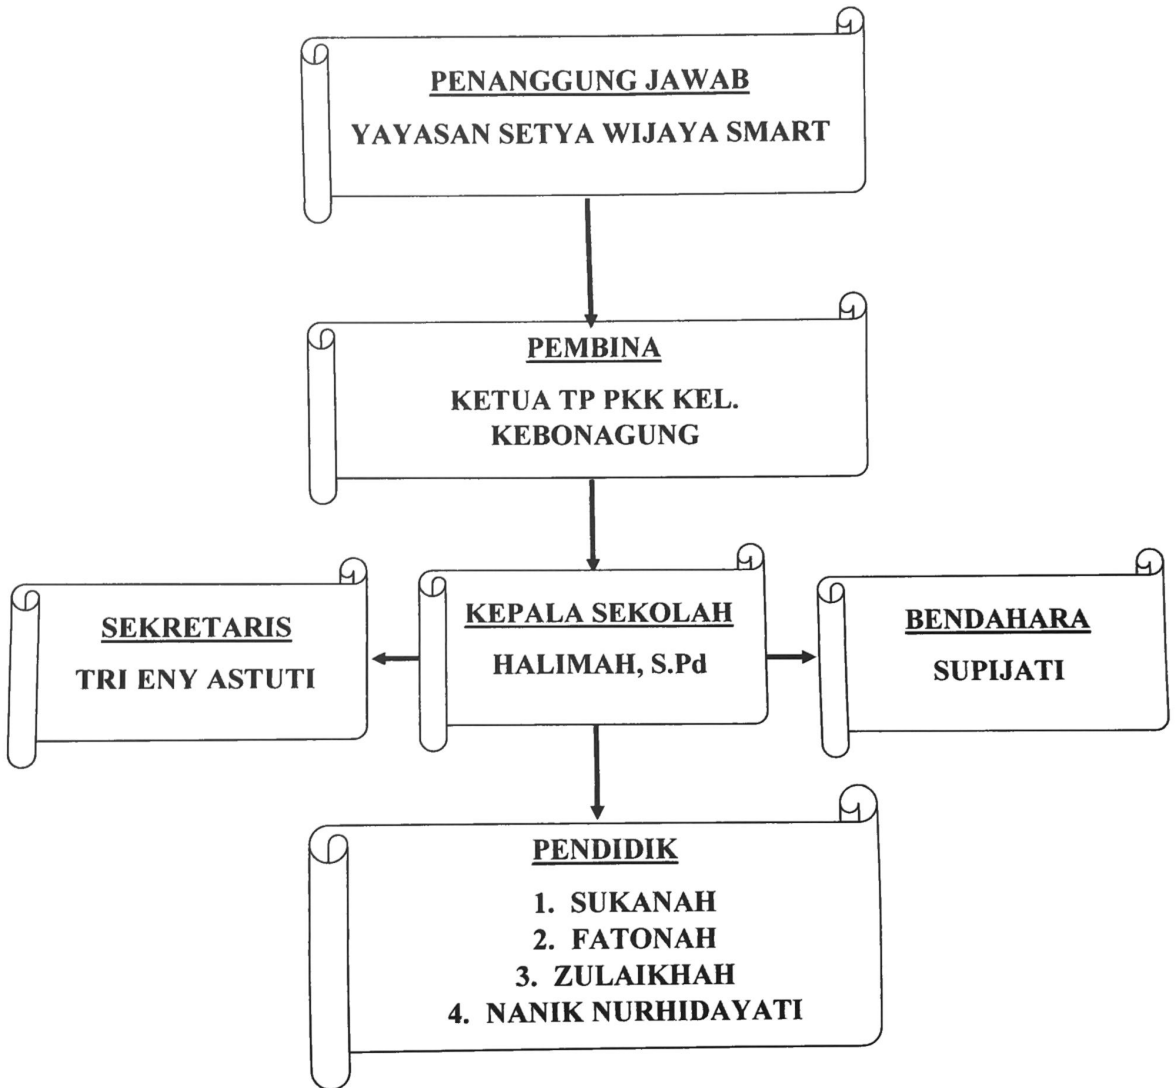 PENANGGUNG JAWAB
YAYASAN SETYA WIJAYA SMART
PEMBINA
KETUA TP PKK KEL.
KEBONAGUNG
SEKRETARIS
TRI ENY ASTUTI
KEPALA SEKOLAH
HALIMAH, S.Pd
BENDAHARA
SUPIJATI
PENDIDIK
1. SUKANAH
2. FATONAH
3. ZULAIKHAH
4. NANIK NURHIDAYATI